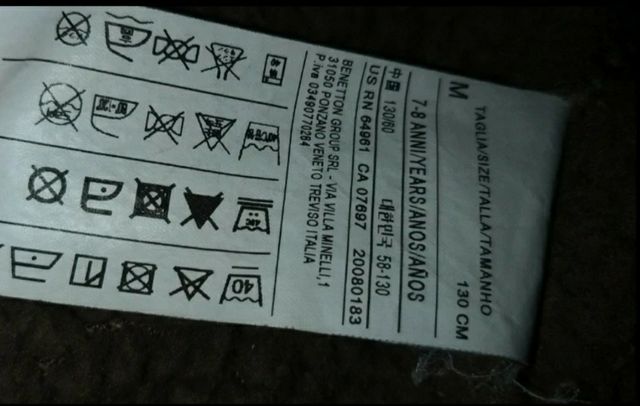 TAGLIA/SIZE/TALLA/TAMANHO
M 130 CM
7-8 ANNI/YEARS/ANOS/AÑOS
中国 130/60 대한민국 58-130
US RN 64961 CA 07697 20080183
BENETTON GROUP SRL - VIA VILLA MINELLI,1
31050 PONZANO VENETO TREVISO ITALIA
P.iva 03490770264
40